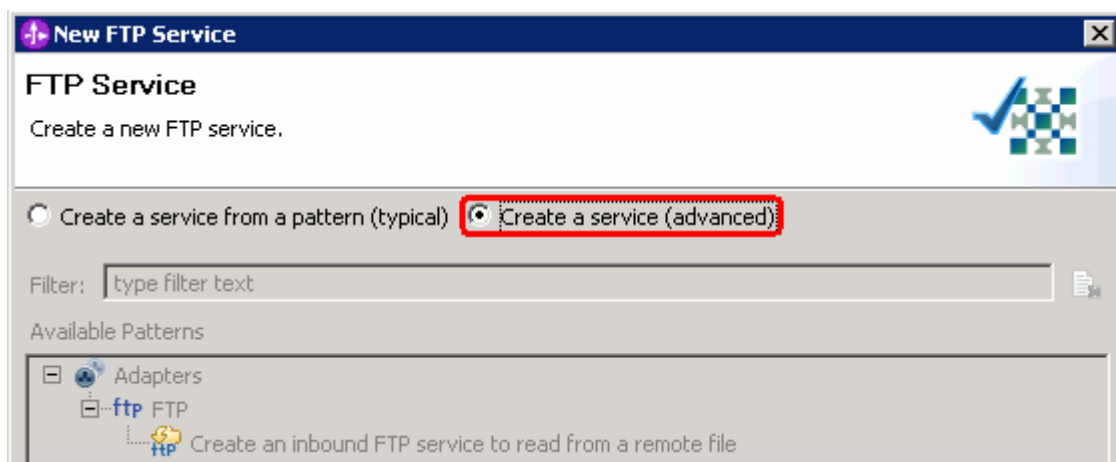 New FTP Service
FTP Service
Create a new FTP service.
Create a service from a pattern (typical) Create a service (advanced)
Filter: type filter text
Available Patterns
Adapters
ftp FTP
ftp Create an inbound FTP service to read from a remote file